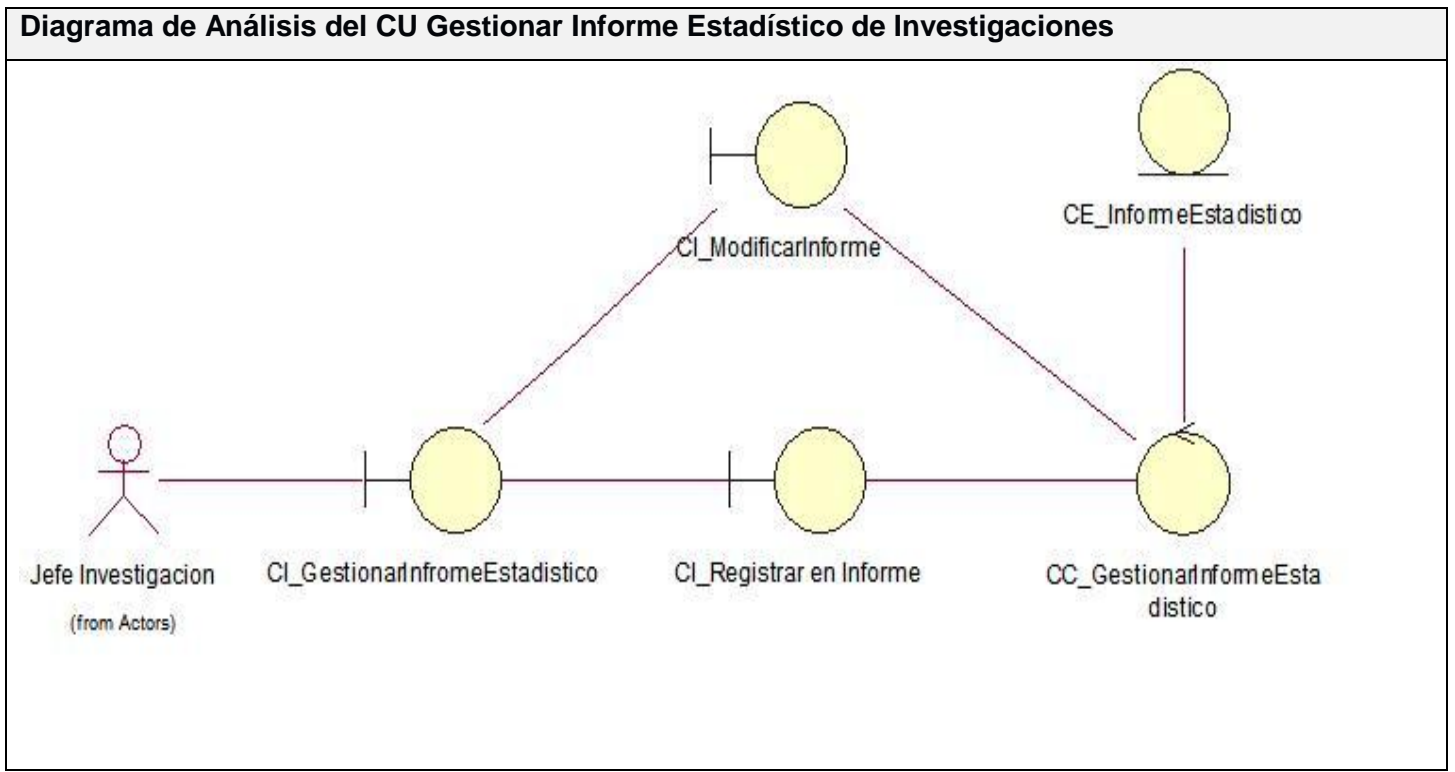 Diagrama de Análisis del CU Gestionar Informe Estadístico de Investigaciones
CI_ModificarInforme
CE_InformeEstadistico
Jefe Investigacion
(from Actors)
CI_GestionarInfromeEstadistico
CI_Registrar en Informe
CC_GestionarInformeEsta
distico